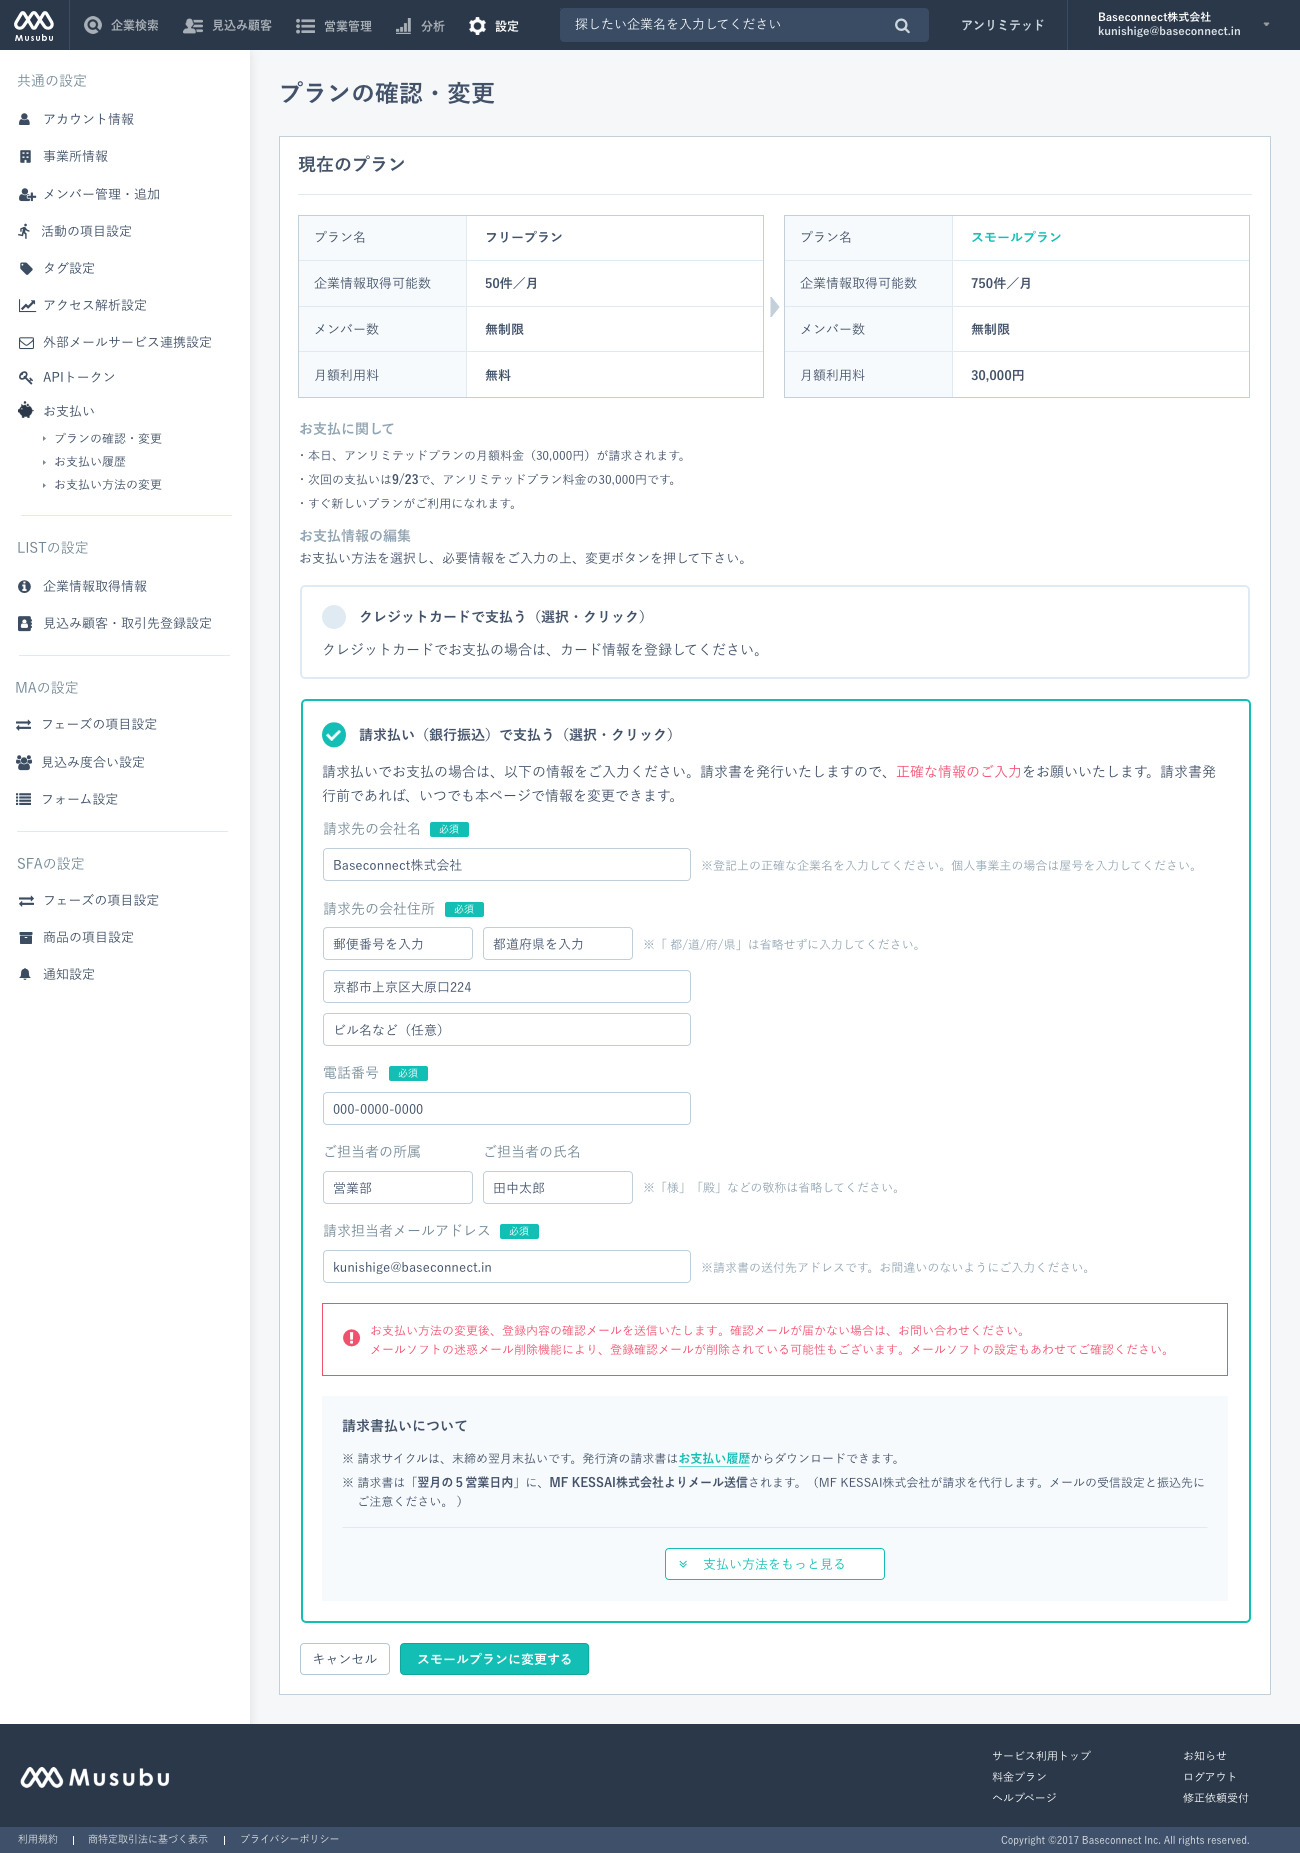 Musubu
企業検索
見込み顧客
営業管理
分析
設定
探したい企業名を入力してください
アンリミテッド
Baseconnect株式会社
kunishige@baseconnect.in
共通の設定
アカウント情報
事業所情報
メンバー管理・追加
活動の項目設定
タグ設定
アクセス解析設定
外部メールサービス連携設定
APIトークン
お支払い
プランの確認・変更
お支払い履歴
お支払い方法の変更
LISTの設定
企業情報取得情報
見込み顧客・取引先登録設定
MAの設定
フェーズの項目設定
見込み度合い設定
フォーム設定
SFAの設定
フェーズの項目設定
商品の項目設定
通知設定
プランの確認・変更
現在のプラン
プラン名 フリープラン
企業情報取得可能数 50件／月
メンバー数 無制限
月額利用料 無料
プラン名 スモールプラン
企業情報取得可能数 750件／月
メンバー数 無制限
月額利用料 30,000円
お支払に関して
・本日、アンリミテッドプランの月額料金（30,000円）が請求されます。
・次回の支払いは9/23で、アンリミテッドプラン料金の30,000円です。
・すぐ新しいプランがご利用になれます。
お支払情報の編集
お支払い方法を選択し、必要情報をご入力の上、変更ボタンを押して下さい。
クレジットカードで支払う（選択・クリック）
クレジットカードでお支払の場合は、カード情報を登録してください。
請求払い（銀行振込）で支払う（選択・クリック）
請求払いでお支払の場合は、以下の情報をご入力ください。請求書を発行いたしますので、正確な情報のご入力をお願いいたします。請求書発
行前であれば、いつでも本ページで情報を変更できます。
請求先の会社名 必須
Baseconnect株式会社 ※登記上の正確な企業名を入力してください。個人事業主の場合は屋号を入力してください。
請求先の会社住所 必須
郵便番号を入力 都道府県を入力 ※「 都/道/府/県」は省略せずに入力してください。
京都市上京区大原口224
ビル名など（任意）
電話番号 必須
000-0000-0000
ご担当者の所属 ご担当者の氏名
営業部 田中太郎 ※「様」「殿」などの敬称は省略してください。
請求担当者メールアドレス 必須
kunishige@baseconnect.in ※請求書の送付先アドレスです。お間違いのないようにご入力ください。
お支払い方法の変更後、登録内容の確認メールを送信いたします。確認メールが届かない場合は、お問い合わせください。
メールソフトの迷惑メール削除機能により、登録確認メールが削除されている可能性もございます。メールソフトの設定もあわせてご確認ください。
請求書払いについて
※ 請求サイクルは、末締め翌月末払いです。発行済の請求書はお支払い履歴からダウンロードできます。
※ 請求書は「翌月の５営業日内」に、MF KESSAI株式会社よりメール送信されます。（MF KESSAI株式会社が請求を代行します。メールの受信設定と振込先に
ご注意ください。 ）
支払い方法をもっと見る
キャンセル スモールプランに変更する
Musubu
サービス利用トップ
料金プラン
ヘルプページ
お知らせ
ログアウト
修正依頼受付
利用規約 | 商特定取引法に基づく表示 | プライバシーポリシー
Copyright ©2017 Baseconnect Inc. All rights reserved.